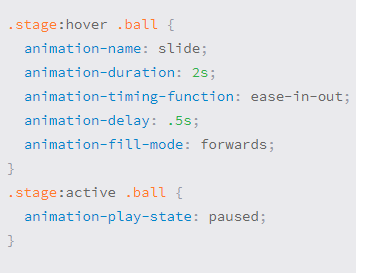 .stage:hover .ball {
  animation-name: slide;
  animation-duration: 2s;
  animation-timing-function: ease-in-out;
  animation-delay: .5s;
  animation-fill-mode: forwards;
}
.stage:active .ball {
  animation-play-state: paused;
}